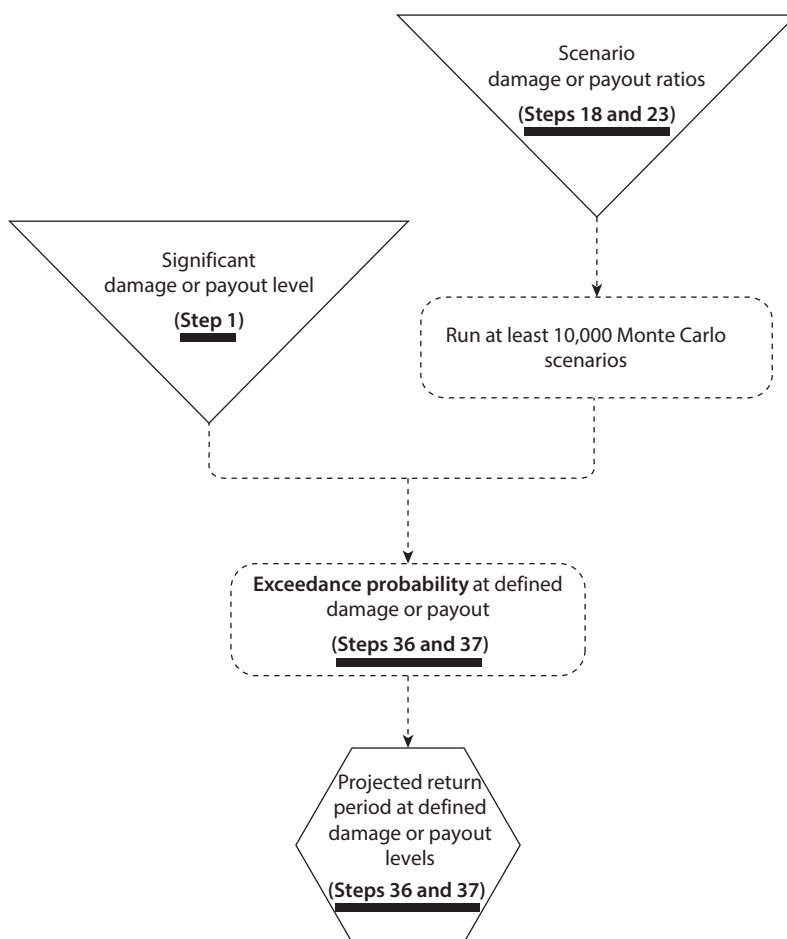 Scenario
damage or payout ratios
(Steps 18 and 23)
Significant
damage or payout level
(Step 1)
Run at least 10,000 Monte Carlo
scenarios
Exceedance probability at defined
damage or payout
(Steps 36 and 37)
Projected return
period at defined
damage or payout
levels
(Steps 36 and 37)